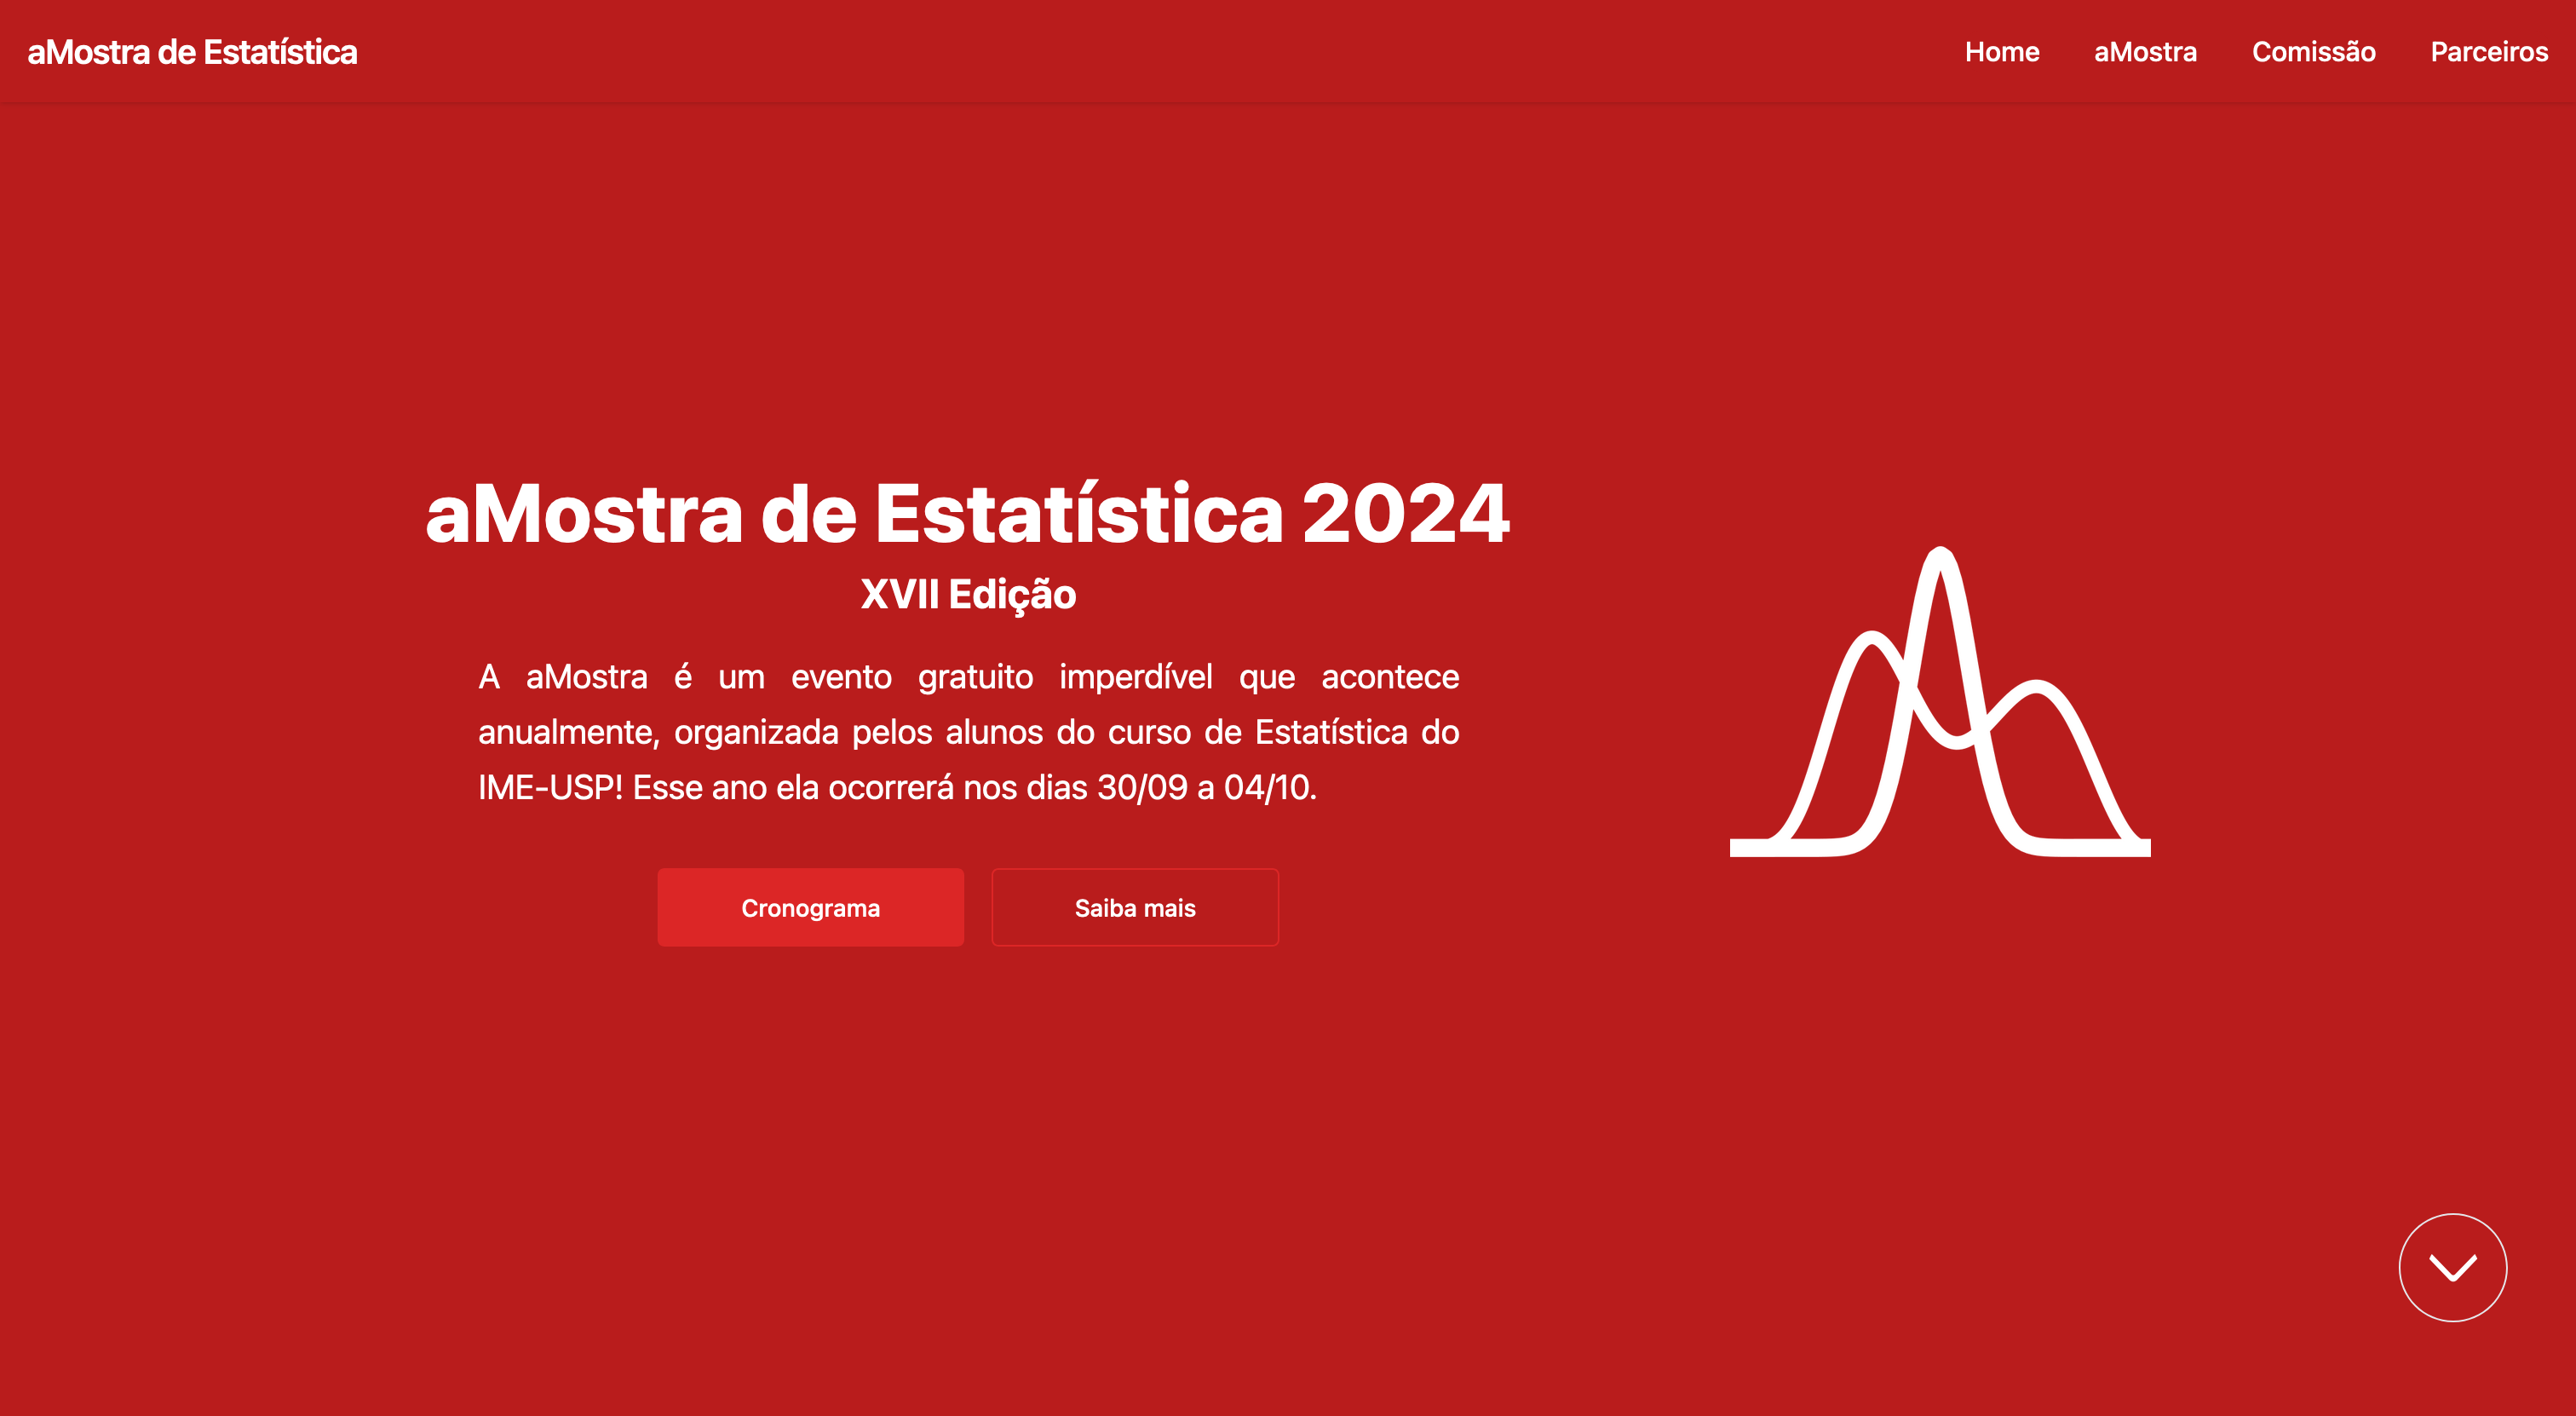 aMostra de Estatística
Home aMostra Comissão Parceiros
aMostra de Estatística 2024
XVII Edição
A aMostra é um evento gratuito imperdível que acontece
anualmente, organizada pelos alunos do curso de Estatística do
IME-USP! Esse ano ela ocorrerá nos dias 30/09 a 04/10.
Cronograma Saiba mais